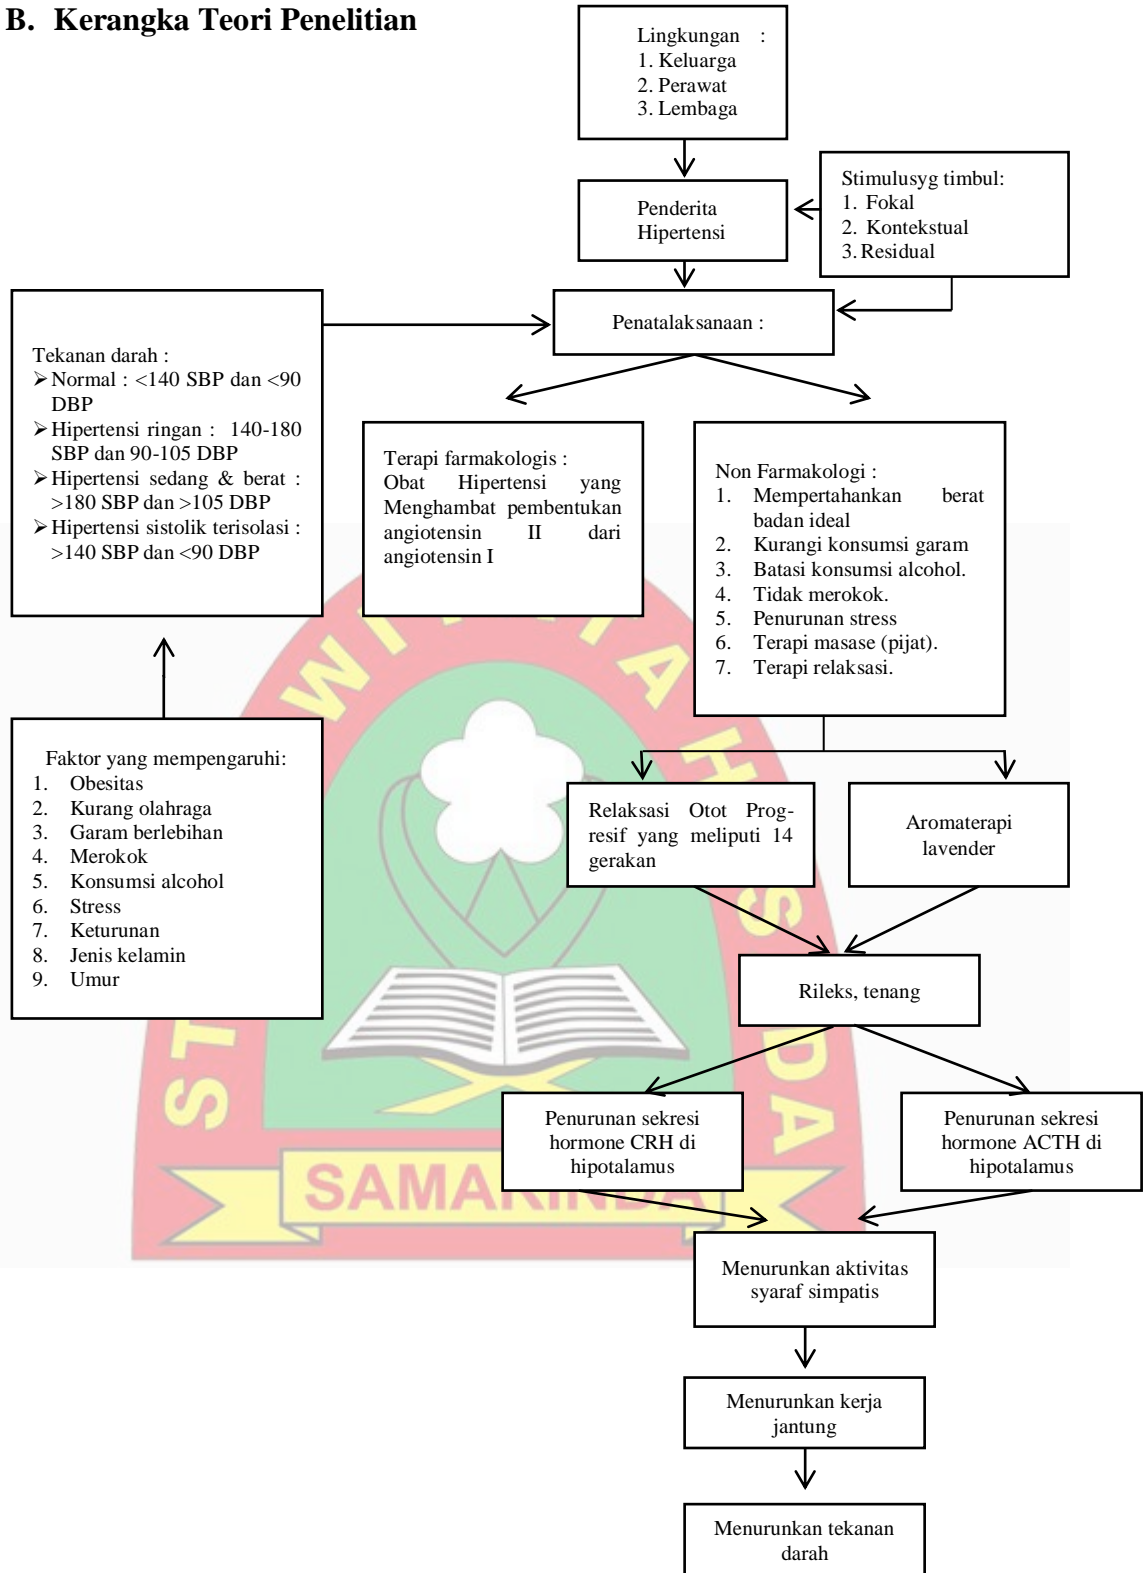 B. Kerangka Teori Penelitian
Lingkungan :
1. Keluarga
2. Perawat
3. Lembaga
Penderita
Hipertensi
Stimulusyg timbul:
1. Fokal
2. Kontekstual
3. Residual
Penatalaksanaan :
Tekanan darah :
➢ Normal : <140 SBP dan <90
DBP
➢ Hipertensi ringan : 140-180
SBP dan 90-105 DBP
➢ Hipertensi sedang & berat :
>180 SBP dan >105 DBP
➢ Hipertensi sistolik terisolasi :
>140 SBP dan <90 DBP
Terapi farmakologis :
Obat Hipertensi yang
Menghambat pembentukan
angiotensin II dari
angiotensin I
Non Farmakologi :
1. Mempertahankan berat
badan ideal
2. Kurangi konsumsi garam
3. Batasi konsumsi alcohol.
4. Tidak merokok.
5. Penurunan stress
6. Terapi masase (pijat).
7. Terapi relaksasi.
Faktor yang mempengaruhi:
1. Obesitas
2. Kurang olahraga
3. Garam berlebihan
4. Merokok
5. Konsumsi alcohol
6. Stress
7. Keturunan
8. Jenis kelamin
9. Umur
Relaksasi Otot Prog-
resif yang meliputi 14
gerakan
Aromaterapi
lavender
Rileks, tenang
Penurunan sekresi
hormone CRH di
hipotalamus
Penurunan sekresi
hormone ACTH di
hipotalamus
SAMARINDA
Menurunkan aktivitas
syaraf simpatis
Menurunkan kerja
jantung
Menurunkan tekanan
darah